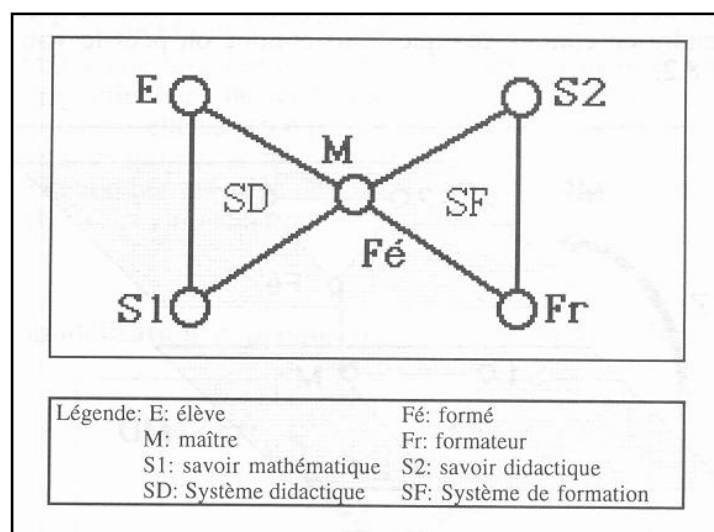 E
S2
M
SD
SF
Fé
S1
Fr
Légende: E: élève Fé: formé
M: maître Fr: formateur
S1: savoir mathématique S2: savoir didactique
SD: Système didactique SF: Système de formation